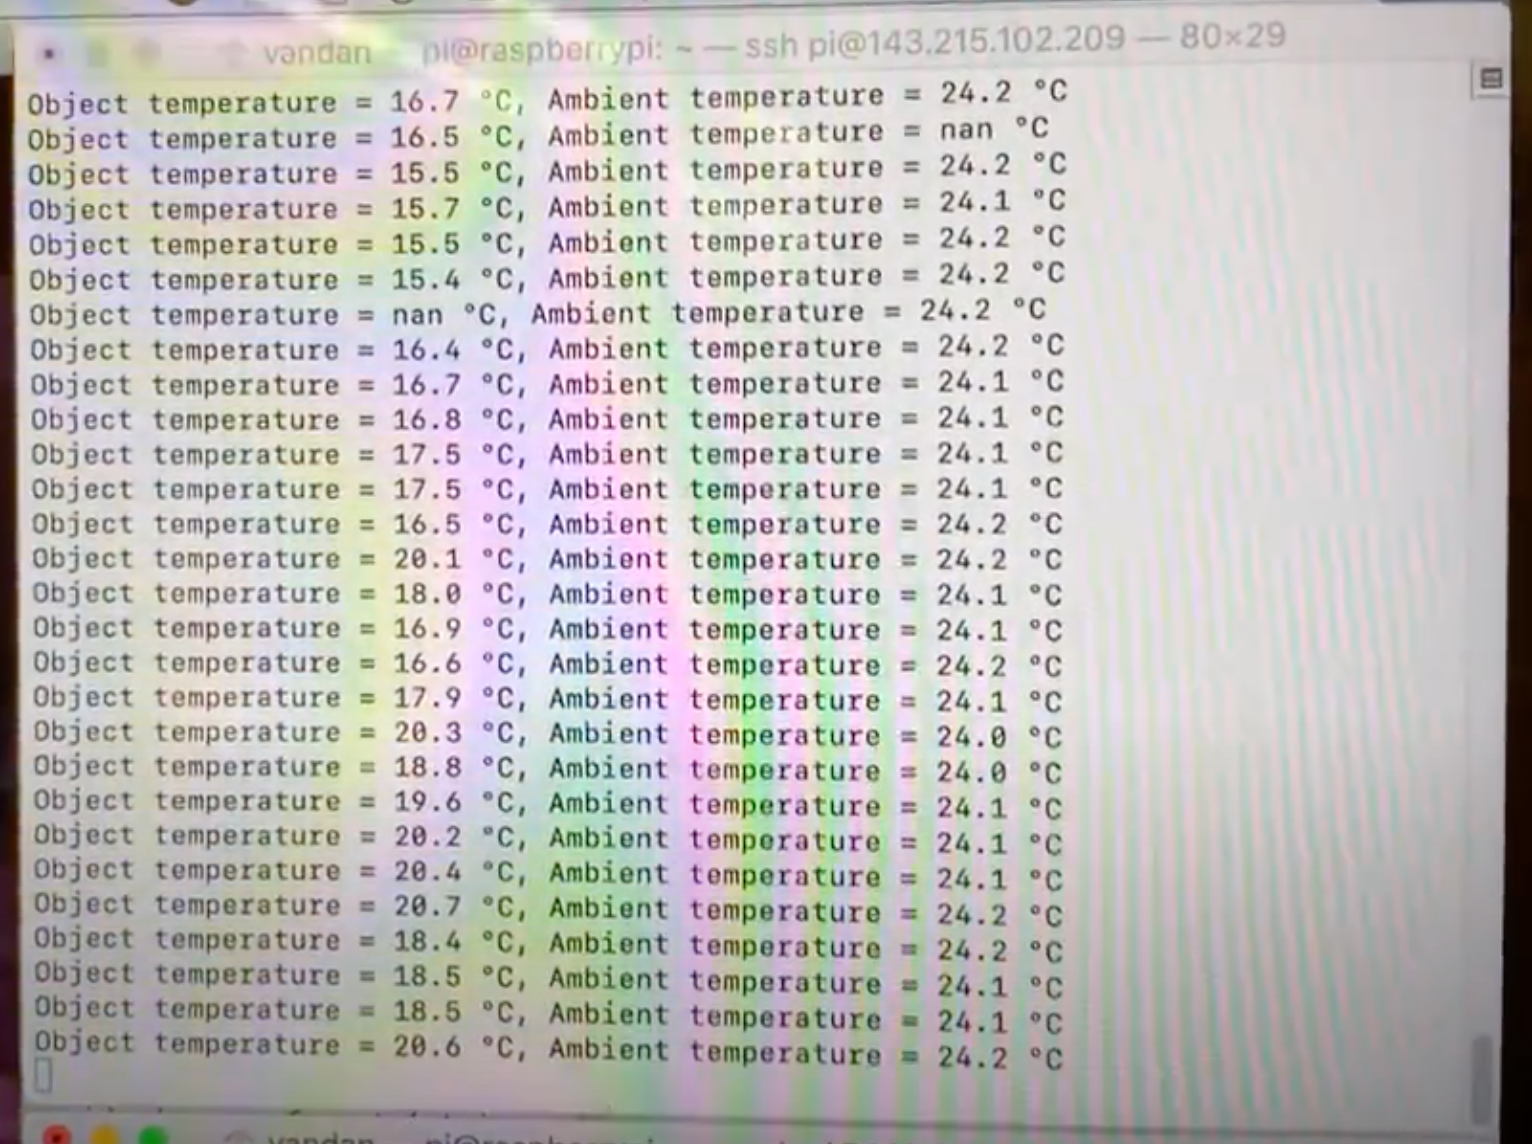 vandan pi@raspberrypi: ~ — ssh pi@143.215.102.209 — 80×29
Object temperature = 16.7 °C, Ambient temperature = 24.2 °C
Object temperature = 16.5 °C, Ambient temperature = nan °C
Object temperature = 15.5 °C, Ambient temperature = 24.2 °C
Object temperature = 15.7 °C, Ambient temperature = 24.1 °C
Object temperature = 15.5 °C, Ambient temperature = 24.2 °C
Object temperature = 15.4 °C, Ambient temperature = 24.2 °C
Object temperature = nan °C, Ambient temperature = 24.2 °C
Object temperature = 16.4 °C, Ambient temperature = 24.2 °C
Object temperature = 16.7 °C, Ambient temperature = 24.1 °C
Object temperature = 16.8 °C, Ambient temperature = 24.1 °C
Object temperature = 17.5 °C, Ambient temperature = 24.1 °C
Object temperature = 17.5 °C, Ambient temperature = 24.1 °C
Object temperature = 16.5 °C, Ambient temperature = 24.2 °C
Object temperature = 20.1 °C, Ambient temperature = 24.2 °C
Object temperature = 18.0 °C, Ambient temperature = 24.1 °C
Object temperature = 16.9 °C, Ambient temperature = 24.1 °C
Object temperature = 16.6 °C, Ambient temperature = 24.2 °C
Object temperature = 17.9 °C, Ambient temperature = 24.1 °C
Object temperature = 20.3 °C, Ambient temperature = 24.0 °C
Object temperature = 18.8 °C, Ambient temperature = 24.0 °C
Object temperature = 19.6 °C, Ambient temperature = 24.1 °C
Object temperature = 20.2 °C, Ambient temperature = 24.1 °C
Object temperature = 20.4 °C, Ambient temperature = 24.1 °C
Object temperature = 20.7 °C, Ambient temperature = 24.2 °C
Object temperature = 18.4 °C, Ambient temperature = 24.2 °C
Object temperature = 18.5 °C, Ambient temperature = 24.1 °C
Object temperature = 18.5 °C, Ambient temperature = 24.1 °C
Object temperature = 20.6 °C, Ambient temperature = 24.2 °C
vandan